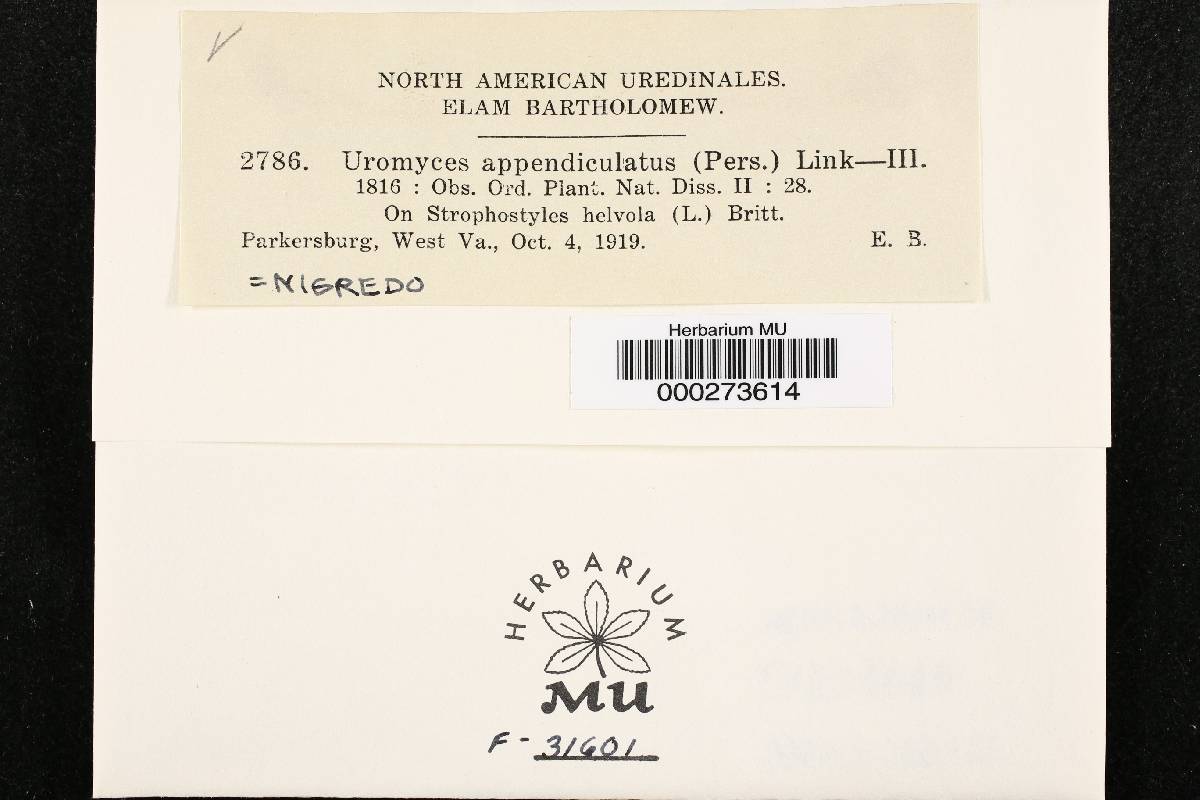 NORTH AMERICAN UREDINALES.
ELAM BARTHOLOMEW.
2786. Uromyces appendiculatus (Pers.) Link—III.
1816 : Obs. Ord. Plant. Nat. Diss. II : 28.
On Strophostyles helvola (L.) Britt.
Parkersburg, West Va., Oct. 4, 1919. E. B.
=NIGREDO
Herbarium MU
000273614
HERBARIUM
MU
F-31601